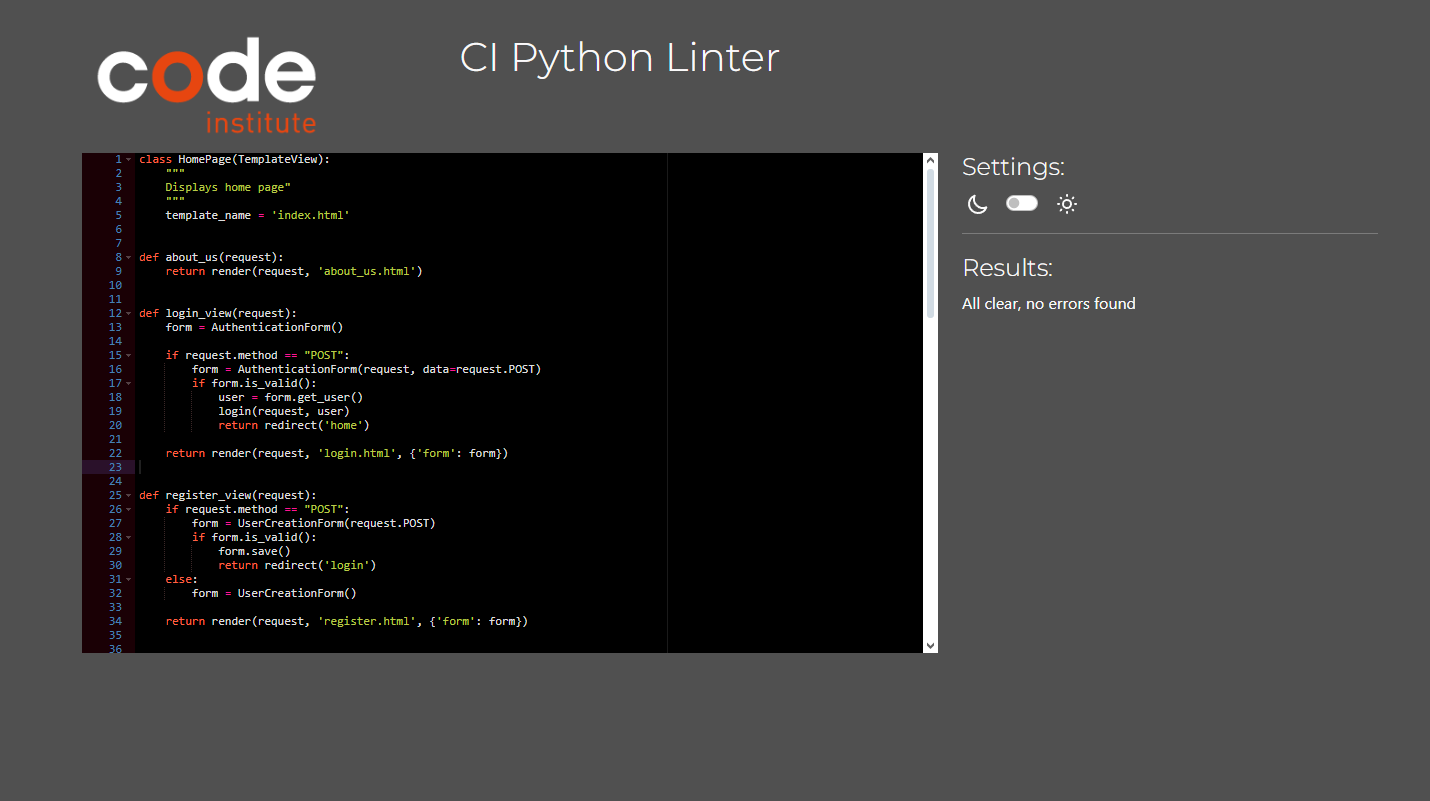 code
institute
CI Python Linter
1 class HomePage(TemplateView):
2 """
3 Displays home page"
4 """
5 template_name = 'index.html'
6
7
8 def about_us(request):
9 return render(request, 'about_us.html')
10
11
12 def login_view(request):
13 form = AuthenticationForm()
14
15 if request.method == "POST":
16 form = AuthenticationForm(request, data=request.POST)
17 if form.is_valid():
18 user = form.get_user()
19 login(request, user)
20 return redirect('home')
21
22 return render(request, 'login.html', {'form': form})
23
24
25 def register_view(request):
26 if request.method == "POST":
27 form = UserCreationForm(request.POST)
28 if form.is_valid():
29 form.save()
30 return redirect('login')
31 else:
32 form = UserCreationForm()
33
34 return render(request, 'register.html', {'form': form})
35
36
Settings:
Results:
All clear, no errors found